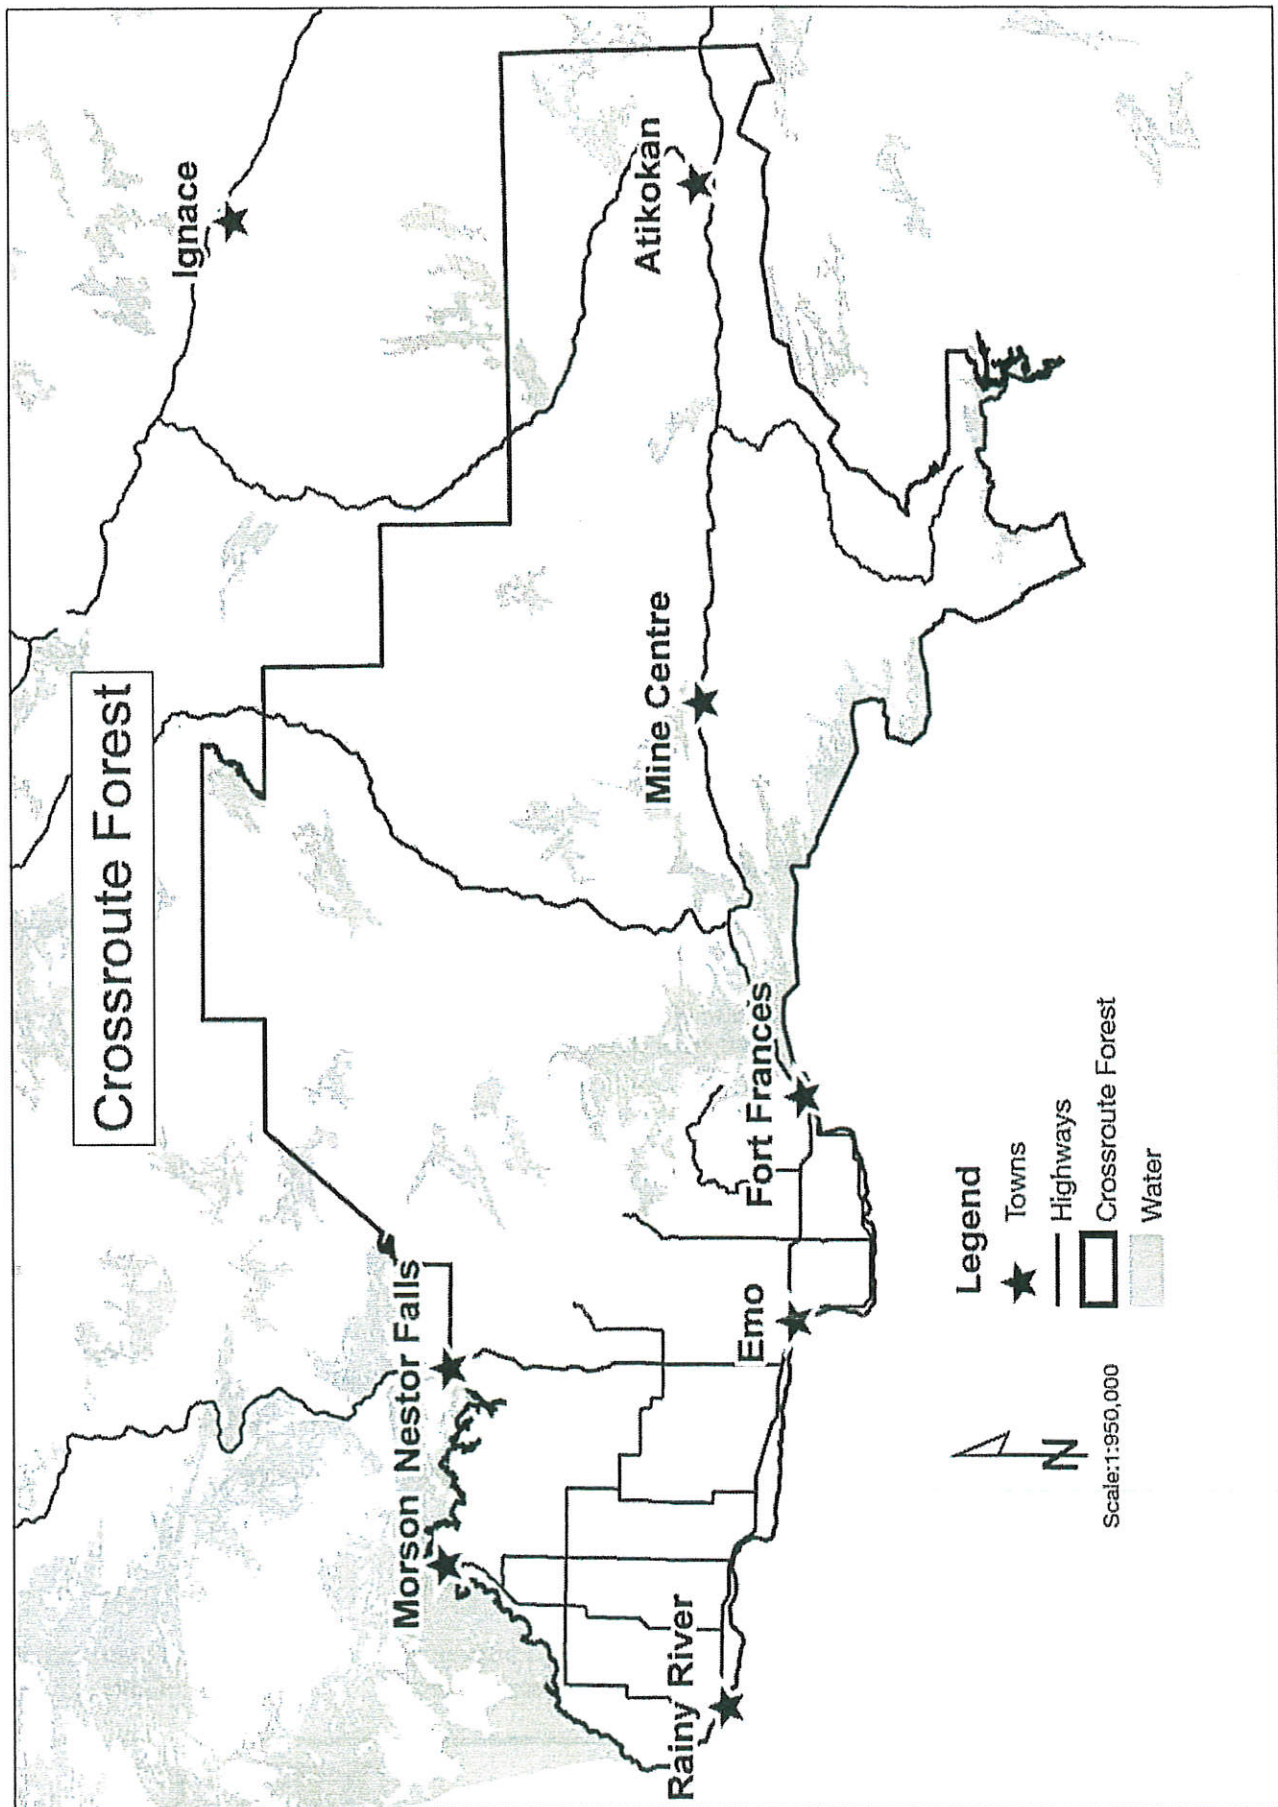 Crossroute Forest
Ignace
Atikokan
Mine Centre
Fort Frances
Emo
Morson Nestor Falls
Rainy River
Legend
Towns
Highways
Crossroute Forest
Water
N
Scale:1:950,000